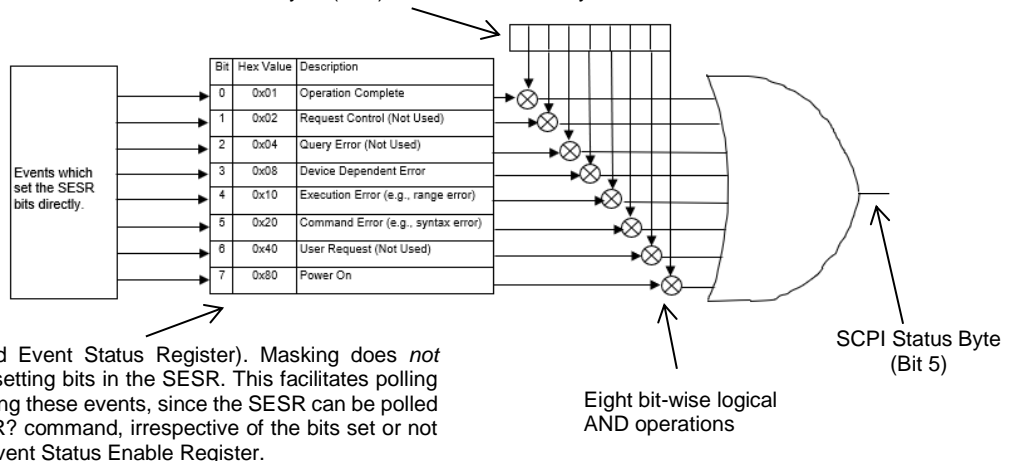 Events which
set the SESR
bits directly.
Bit Hex Value Description
0 0x01 Operation Complete
1 0x02 Request Control (Not Used)
2 0x04 Query Error (Not Used)
3 0x08 Device Dependent Error
4 0x10 Execution Error (e.g., range error)
5 0x20 Command Error (e.g., syntax error)
6 0x40 User Request (Not Used)
7 0x80 Power On
SCPI Status Byte
(Bit 5)
Eight bit-wise logical
AND operations
Event Status Register). Masking does not
setting bits in the SESR. This facilitates polling
these events, since the SESR can be polled
command, irrespective of the bits set or not
Status Enable Register.